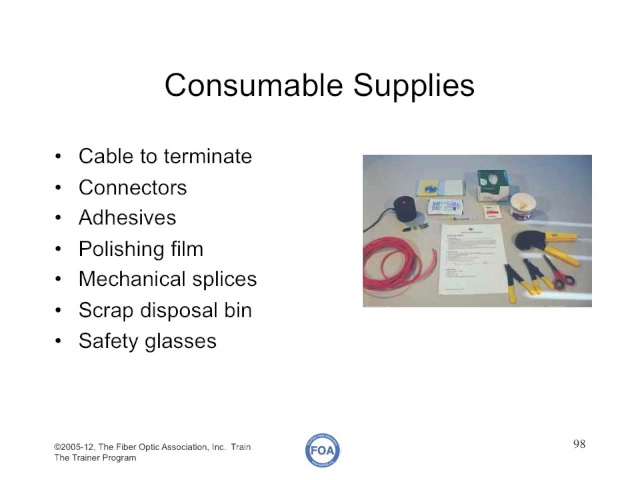 Consumable Supplies
• Cable to terminate
• Connectors
• Adhesives
• Polishing film
• Mechanical splices
• Scrap disposal bin
• Safety glasses
©2005-12, The Fiber Optic Association, Inc. Train
The Trainer Program
FOA
98